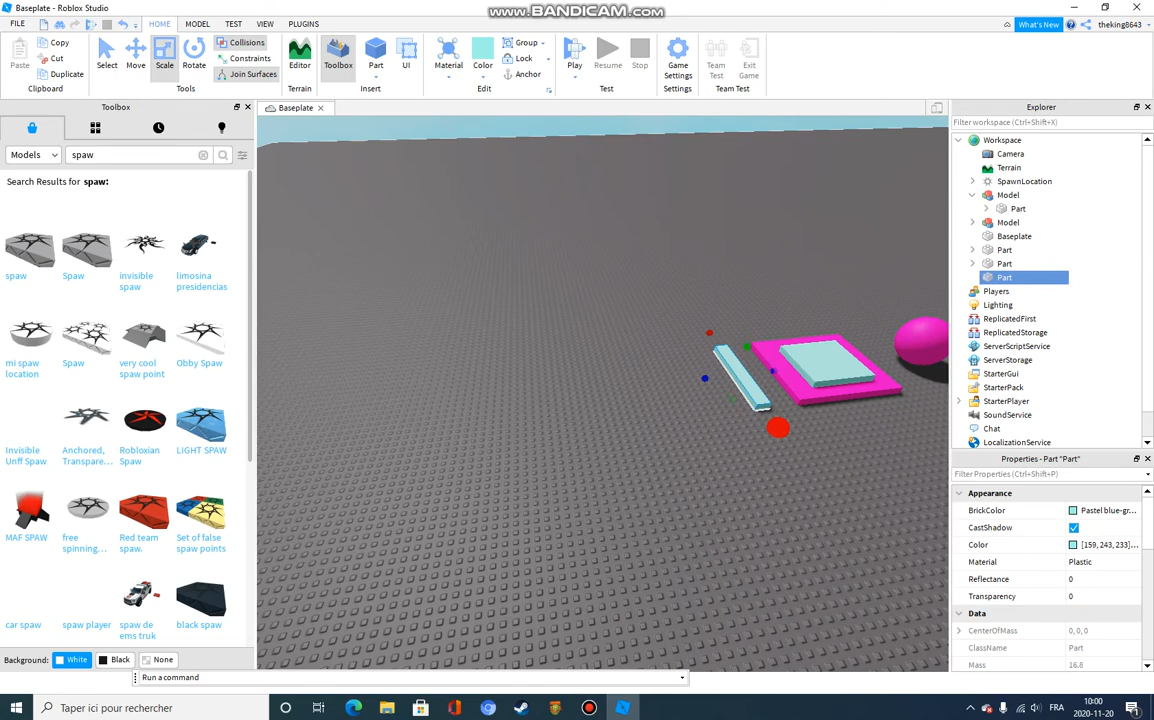 Baseplate - Roblox Studio
www.BANDICAM.com
FILE HOME MODEL TEST VIEW PLUGINS What's New theking8643
Paste Copy Cut Duplicate Clipboard
Select Move Scale Rotate Collisions Constraints Join Surfaces Tools
Editor Terrain
Toolbox Part UI Insert
Material Color Group Lock Anchor Edit
Play Resume Stop Test
Game Settings Settings
Team Test Exit Game Team Test
Toolbox
Models spaw
Search Results for spaw:
spaw
Spaw
invisible spaw
limosina presidencias
mi spaw location
Spaw
very cool spaw point
Obby Spaw
Invisible Unff Spaw
Anchored, Transpare...
Robloxian Spaw
LIGHT SPAW
MAF SPAW
free spinning...
Red team spaw.
Set of false spaw points
car spaw
spaw player
spaw de ems truk
black spaw
Background: White Black None
Baseplate
Run a command
Explorer
Filter workspace (Ctrl+Shift+X)
Workspace
Camera
Terrain
SpawnLocation
Model
Part
Model
Baseplate
Part
Part
Part
Players
Lighting
ReplicatedFirst
ReplicatedStorage
ServerScriptService
ServerStorage
StarterGui
StarterPack
StarterPlayer
SoundService
Chat
LocalizationService
Properties - Part "Part"
Filter Properties (Ctrl+Shift+P)
Appearance
BrickColor Pastel blue-gr...
CastShadow
Color [159, 243, 233]...
Material Plastic
Reflectance 0
Transparency 0
Data
CenterOfMass 0, 0, 0
ClassName Part
Mass 16.8
Taper ici pour rechercher
FRA
10:00
2020-11-20